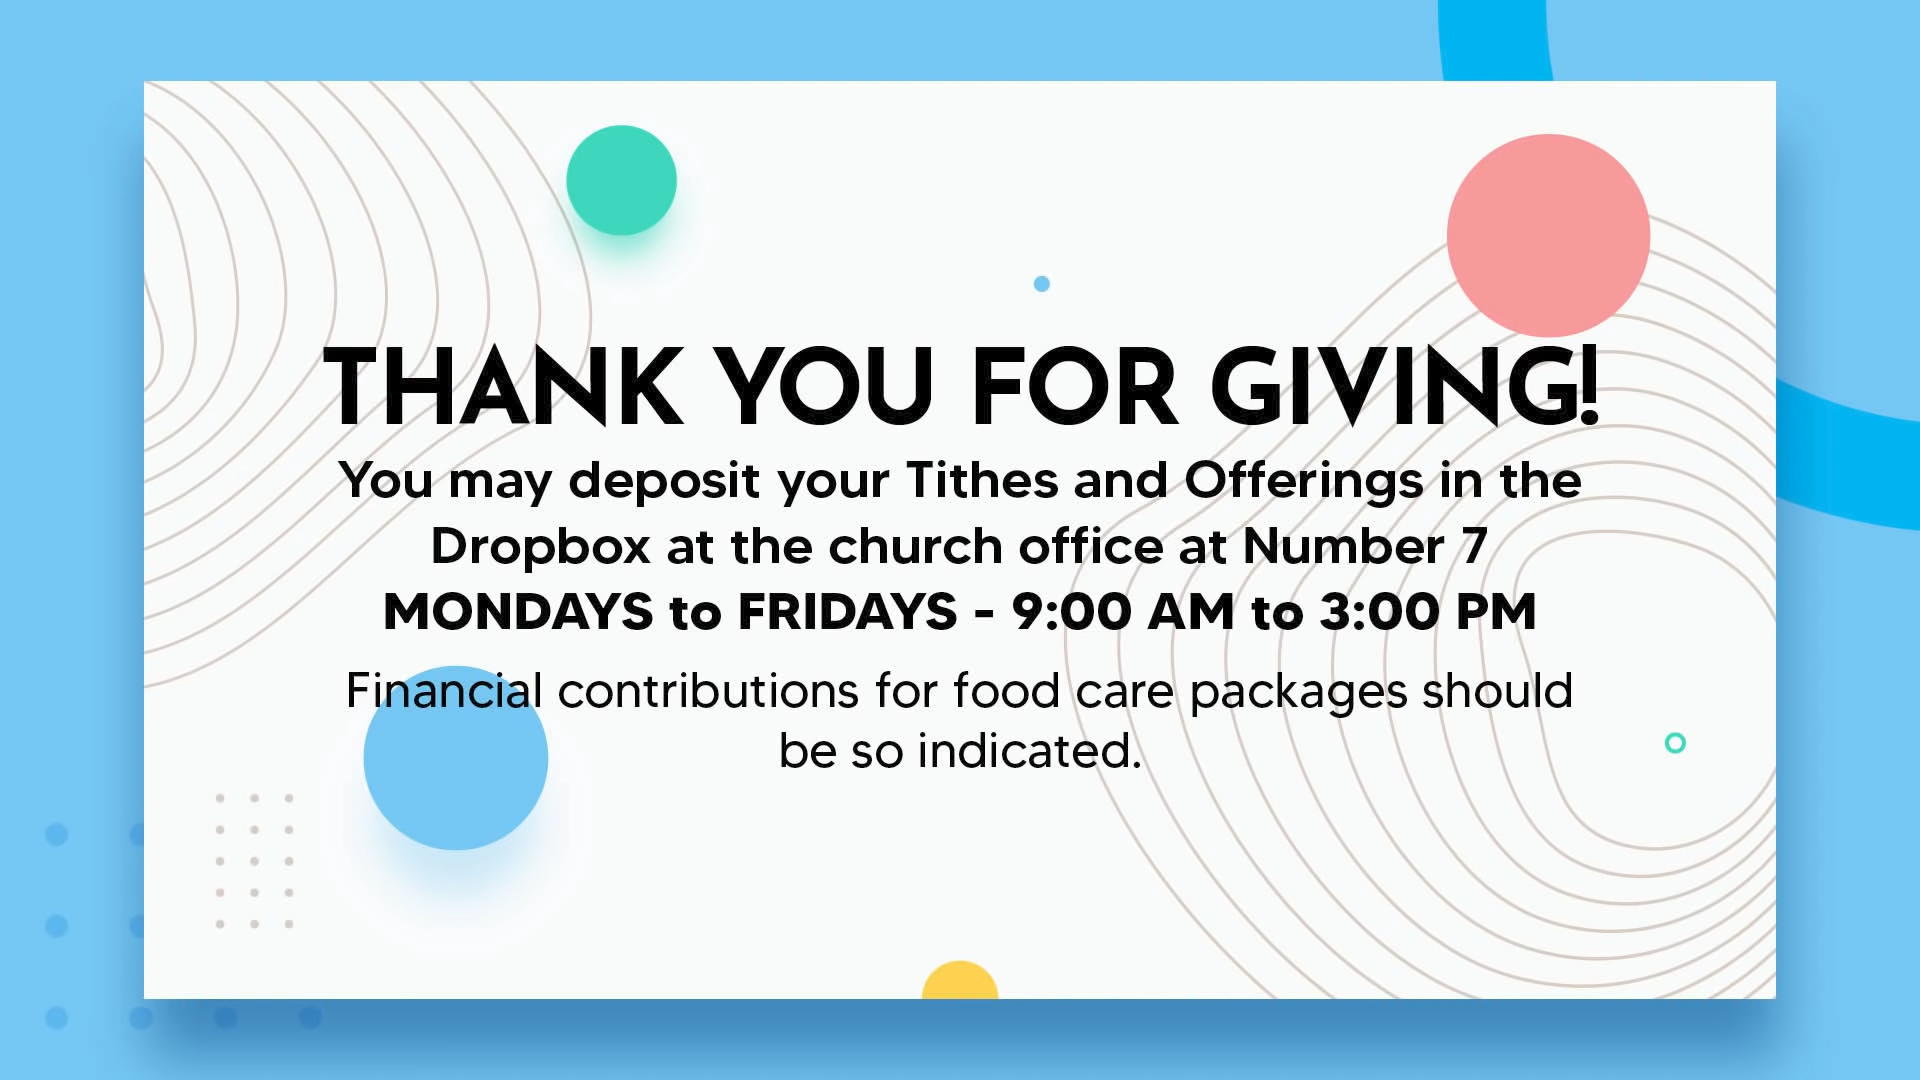 THANK YOU FOR GIVING!
You may deposit your Tithes and Offerings in the
Dropbox at the church office at Number 7
MONDAYS to FRIDAYS - 9:00 AM to 3:00 PM
Financial contributions for food care packages should
be so indicated.